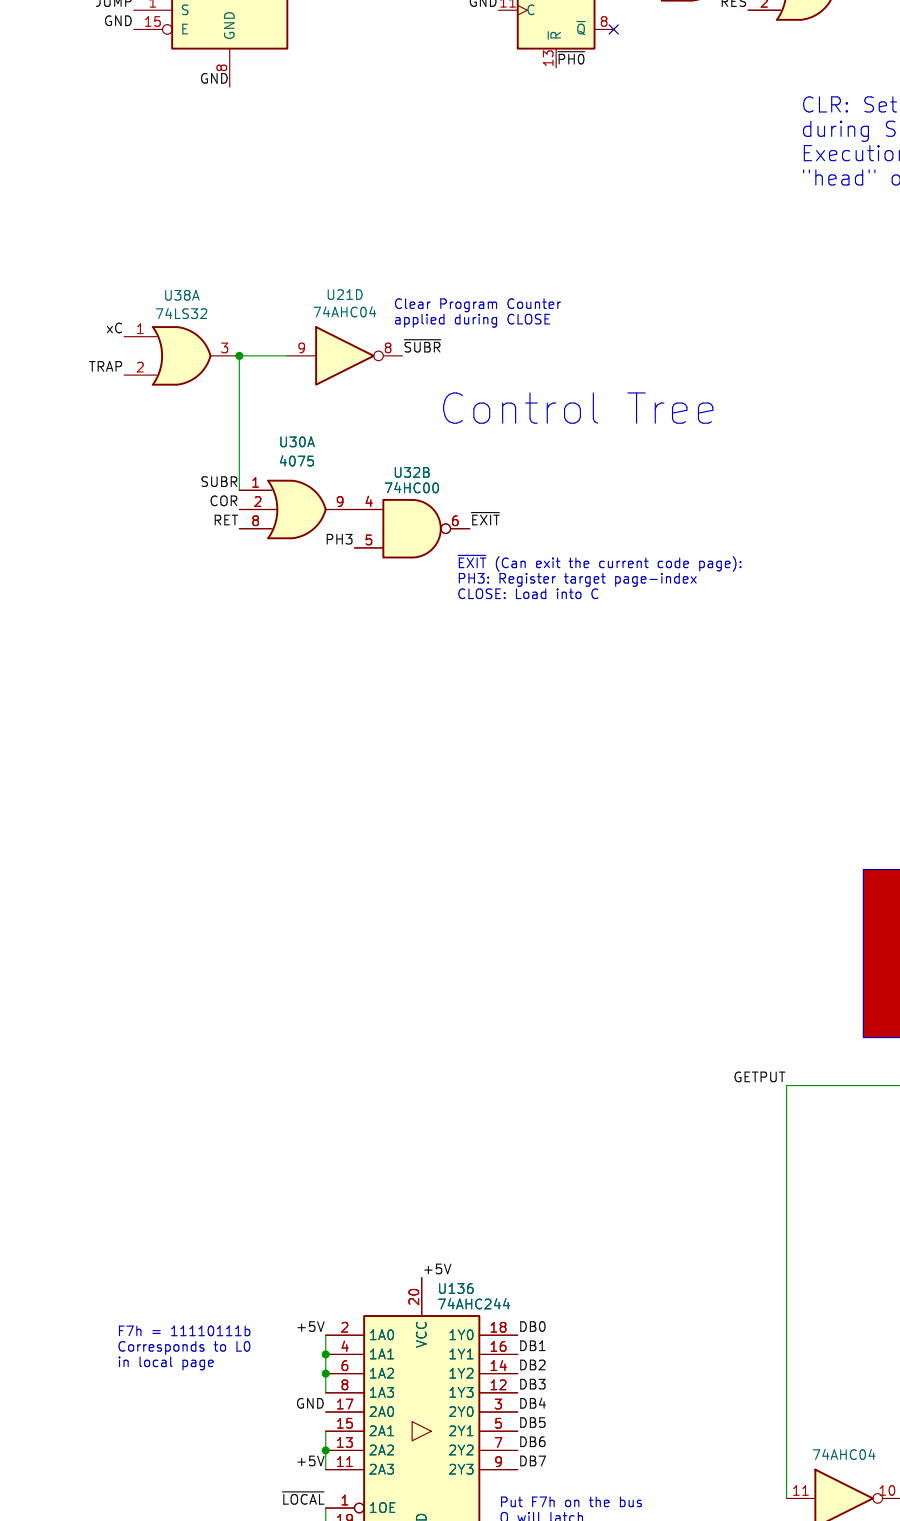 JUMP 1 S
GND 15 E
GND
8
GND
GND 11 C
8 Q
R
13
PH0
RES 2
CLR: Set
during S
Execution
"head" o
U38A
74LS32
xC 1
TRAP 2
3
U21D
74AHC04
9
8 SUBR
Clear Program Counter
applied during CLOSE
Control Tree
U30A
4075
SUBR 1
COR 2
RET 8
9
U32B
74HC00
4
PH3 5
6 EXIT
EXIT (Can exit the current code page):
PH3: Register target page-index
CLOSE: Load into C
GETPUT
+5V
20
U136
74AHC244
VCC
F7h = 11110111b
Corresponds to L0
in local page
+5V 2 1A0 1Y0 18 DB0
4 1A1 1Y1 16 DB1
6 1A2 1Y2 14 DB2
8 1A3 1Y3 12 DB3
GND 17 2A0 2Y0 3 DB4
15 2A1 2Y1 5 DB5
13 2A2 2Y2 7 DB6
+5V 11 2A3 2Y3 9 DB7
LOCAL 1 1OE
19
D
Put F7h on the bus
O will latch
74AHC04
11
10